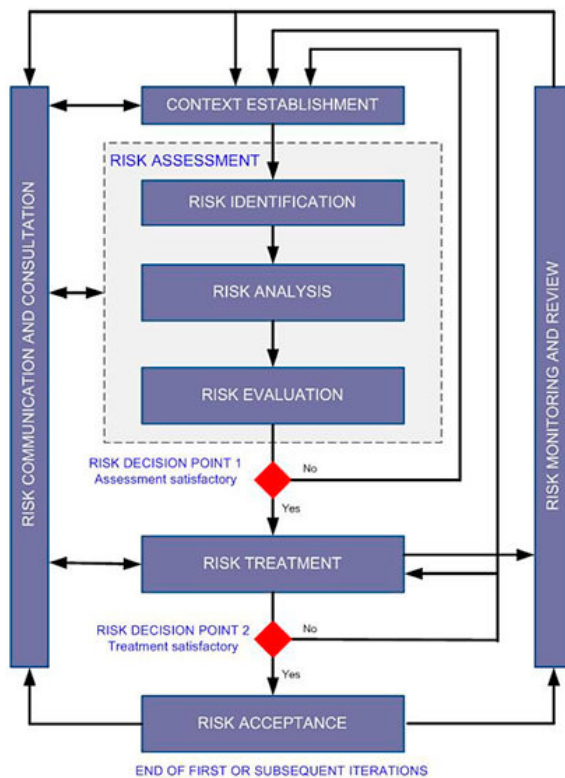 CONTEXT ESTABLISHMENT
RISK ASSESSMENT
RISK IDENTIFICATION
RISK ANALYSIS
RISK EVALUATION
RISK DECISION POINT 1
Assessment satisfactory
No
Yes
RISK TREATMENT
RISK DECISION POINT 2
Treatment satisfactory
No
Yes
RISK ACCEPTANCE
END OF FIRST OR SUBSEQUENT ITERATIONS
RISK COMMUNICATION AND CONSULTATION
RISK MONITORING AND REVIEW